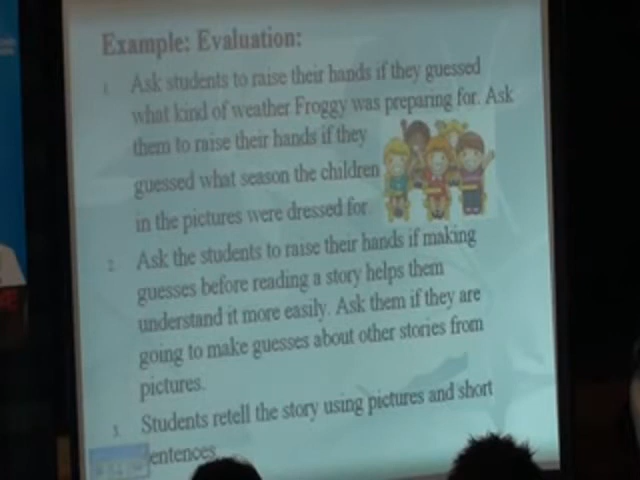 Example: Evaluation:
1. Ask students to raise their hands if they guessed
what kind of weather Froggy was preparing for. Ask
them to raise their hands if they
guessed what season the children
in the pictures were dressed for.
2. Ask the students to raise their hands if making
guesses before reading a story helps them
understand it more easily. Ask them if they are
going to make guesses about other stories from
pictures.
3. Students retell the story using pictures and short
entences